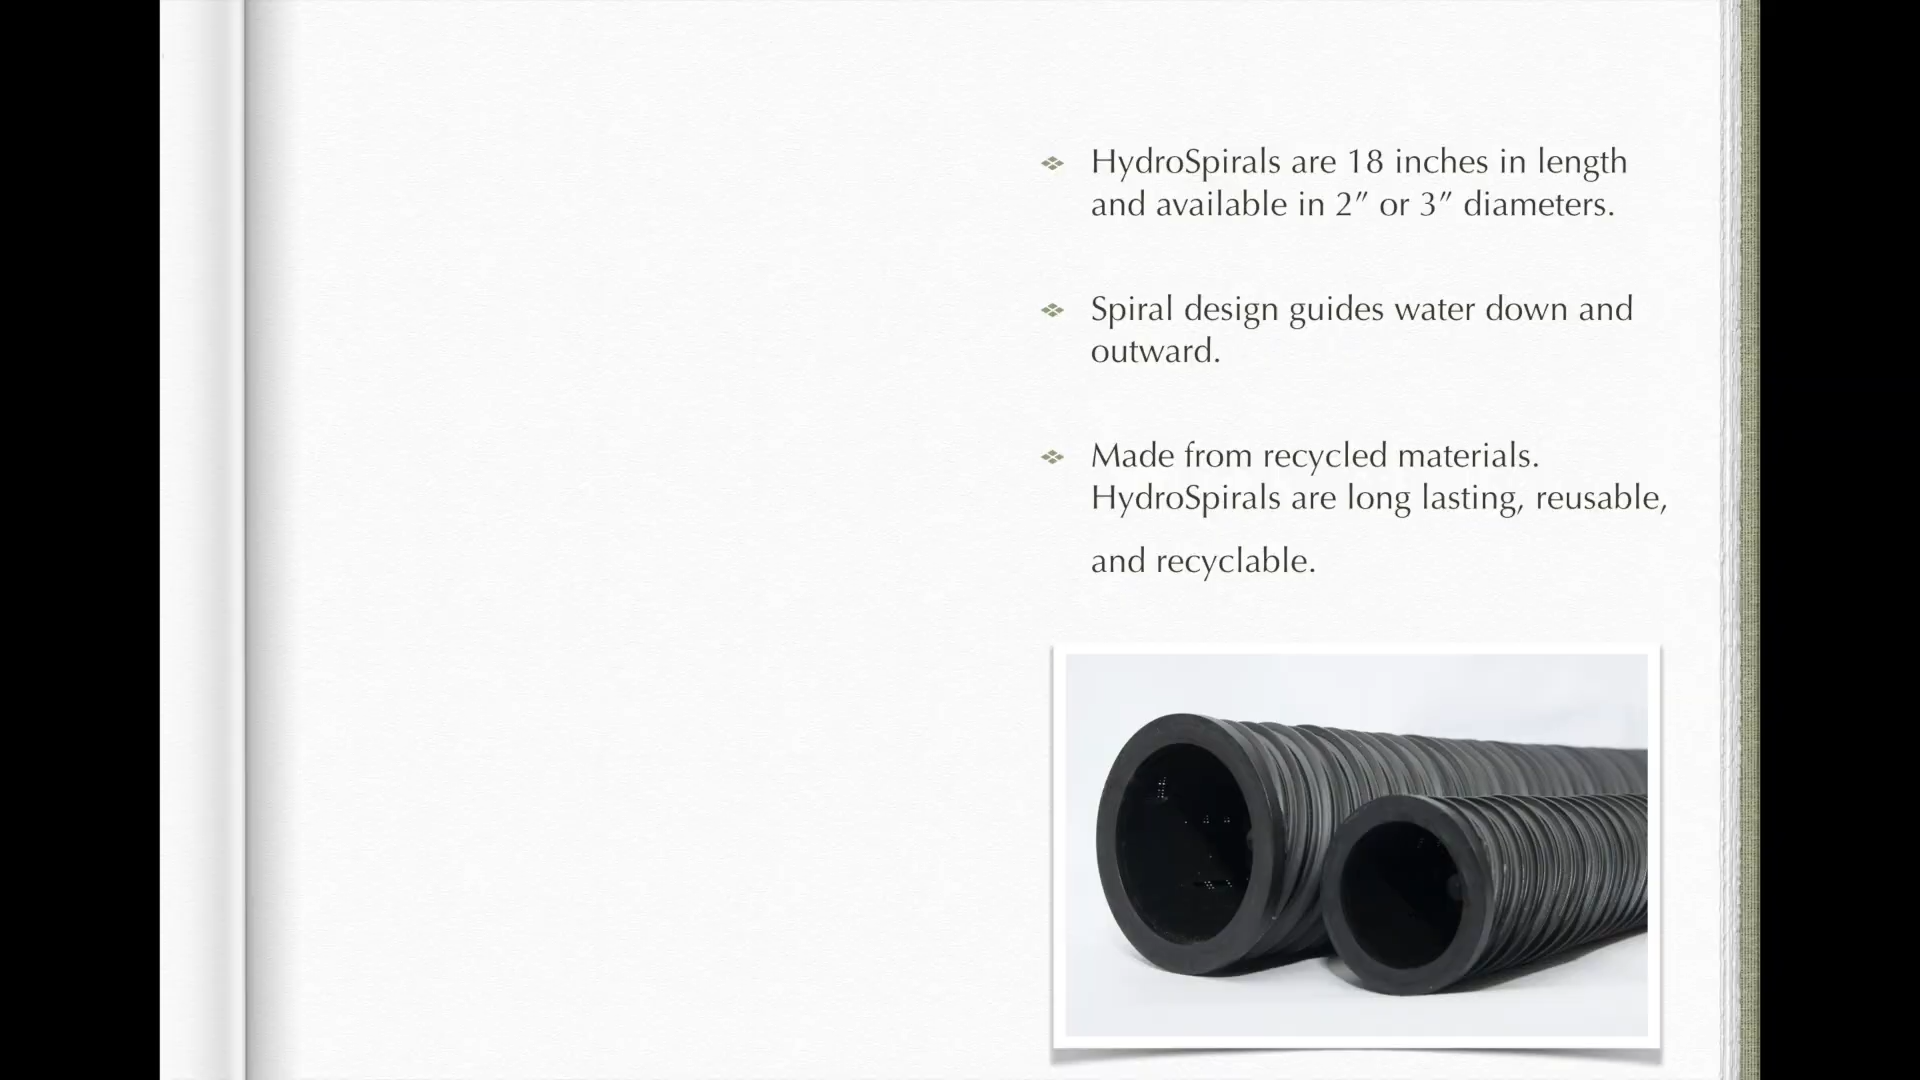 HydroSpirals are 18 inches in length
and available in 2” or 3” diameters.
Spiral design guides water down and
outward.
Made from recycled materials.
HydroSpirals are long lasting, reusable,
and recyclable.